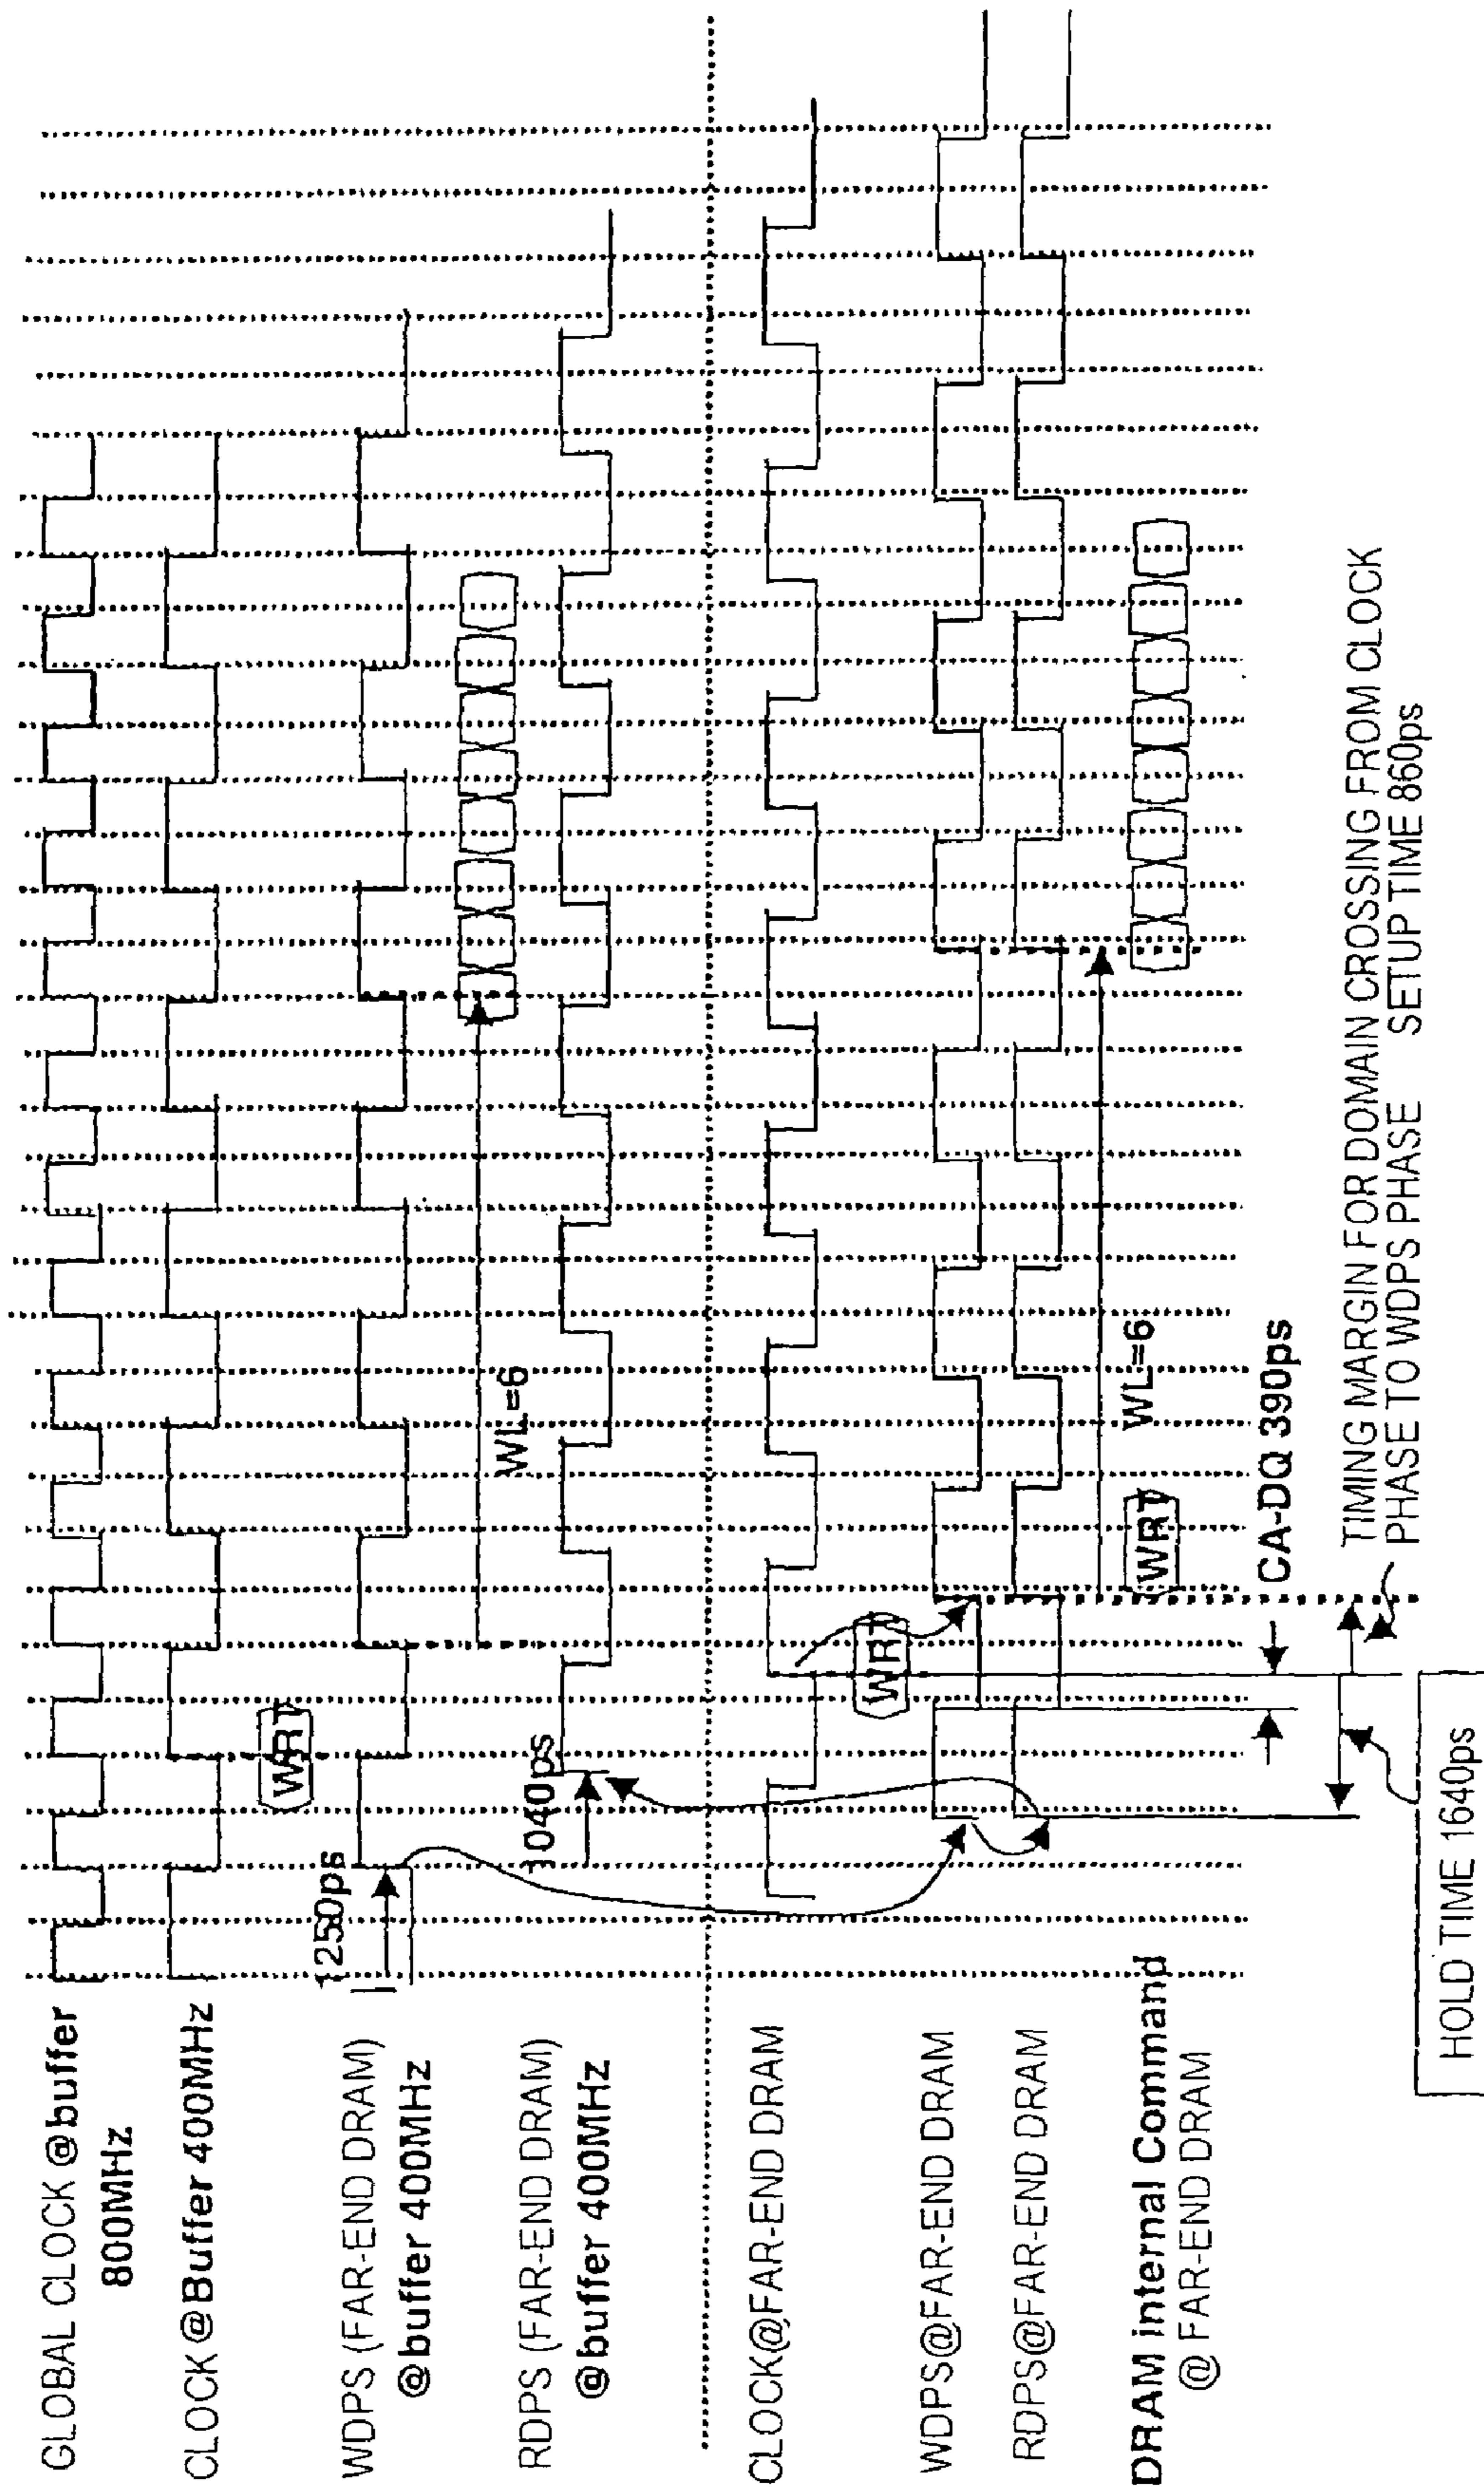 GLOBAL CLOCK @buffer
800MHz
CLOCK @Buffer 400MHz
WRT
1250ps
WDPS (FAR-END DRAM)
@buffer 400MHz
WL=6
1040ps
RDPS (FAR-END DRAM)
@buffer 400MHz
CLOCK@FAR-END DRAM
WRT
WDPS@FAR-END DRAM
RDPS@FAR-END DRAM
WL=6
DRAM internal Command
@ FAR-END DRAM
WRT
CA-DQ 390ps
TIMING MARGIN FOR DOMAIN CROSSING FROM CLOCK
PHASE TO WDPS PHASE SETUP TIME 860ps
HOLD TIME 1640ps